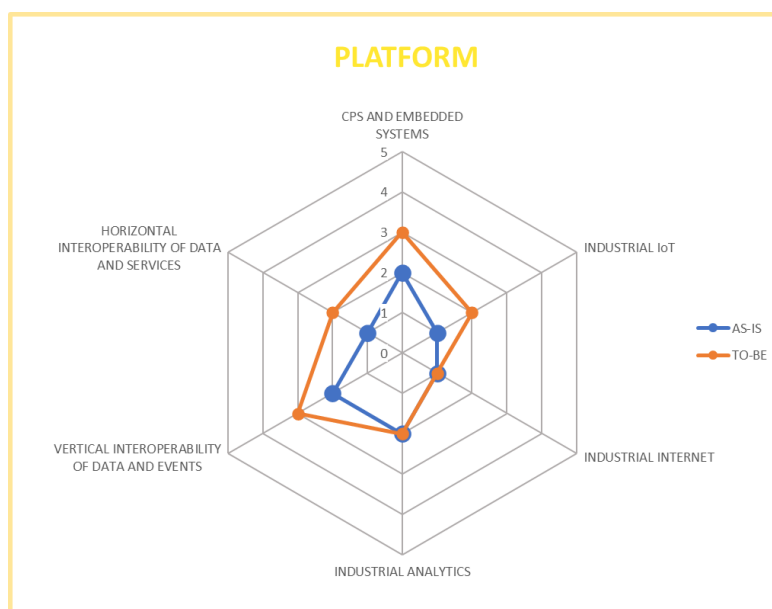 PLATFORM
CPS AND EMBEDDED
SYSTEMS
5
4
3
2
1
0
HORIZONTAL
INTEROPERABILITY OF DATA
AND SERVICES
INDUSTRIAL IoT
AS-IS
TO-BE
VERTICAL INTEROPERABILITY
OF DATA AND EVENTS
INDUSTRIAL INTERNET
INDUSTRIAL ANALYTICS